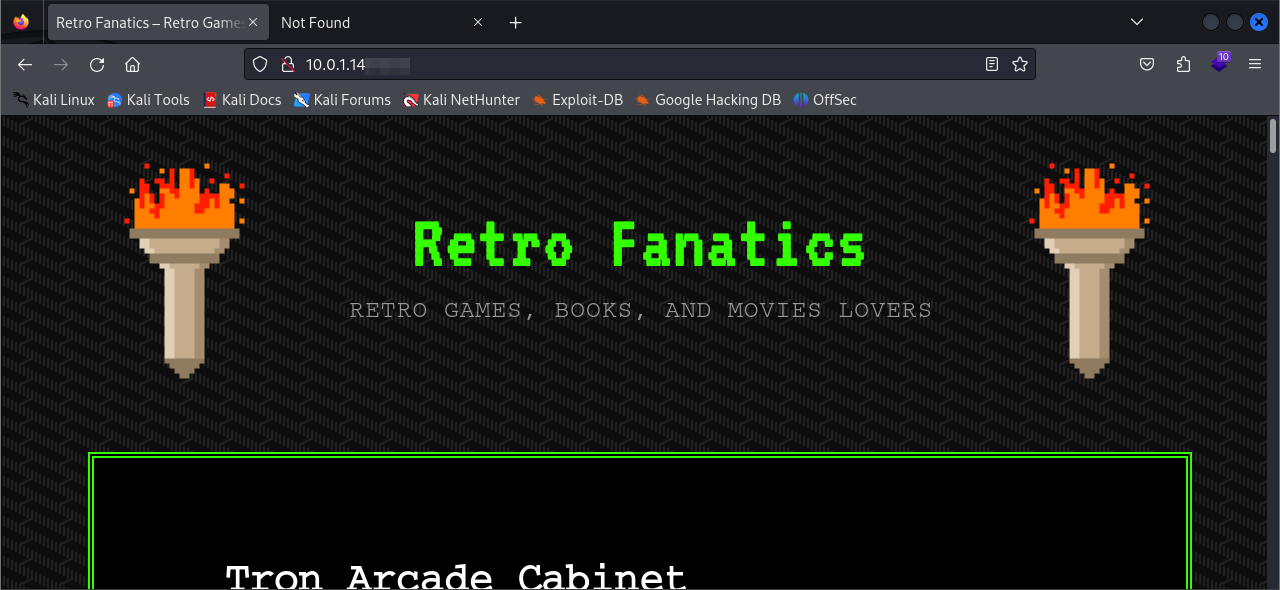 Retro Fanatics – Retro Game
Not Found
10.0.1.14
10
Kali Linux
Kali Tools
Kali Docs
Kali Forums
Kali NetHunter
Exploit-DB
Google Hacking DB
OffSec
Retro Fanatics
RETRO GAMES, BOOKS, AND MOVIES LOVERS
Tron Arcade Cabinet